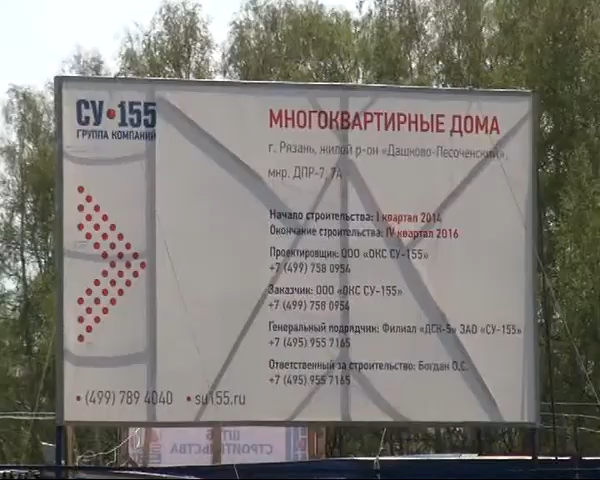 СУ•155
ГРУППА КОМПАНИЙ
МНОГОКВАРТИРНЫЕ ДОМА
г. Рязань, жилой р-он «Дашково-Песоченский»,
мкр. ДПР-7, 7А
Начало строительства: I квартал 2014
Окончание строительства: IV квартал 2016
Проектировщик: ООО «ОКС СУ-155»
+7 (499) 758 0954
Заказчик: ООО «ОКС СУ-155»
+7 (499) 758 0954
Генеральный подрядчик: Филиал «ДСК-5» ЗАО «СУ-155»
+7 (495) 955 7165
Ответственный за строительство: Богдан О.С.
+7 (495) 955 7165
• (499) 789 4040 • su155.ru
СТРОИТЕЛЬСТВА